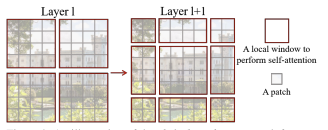 Layer l
Layer l+1
A local window to
perform self-attention
A patch